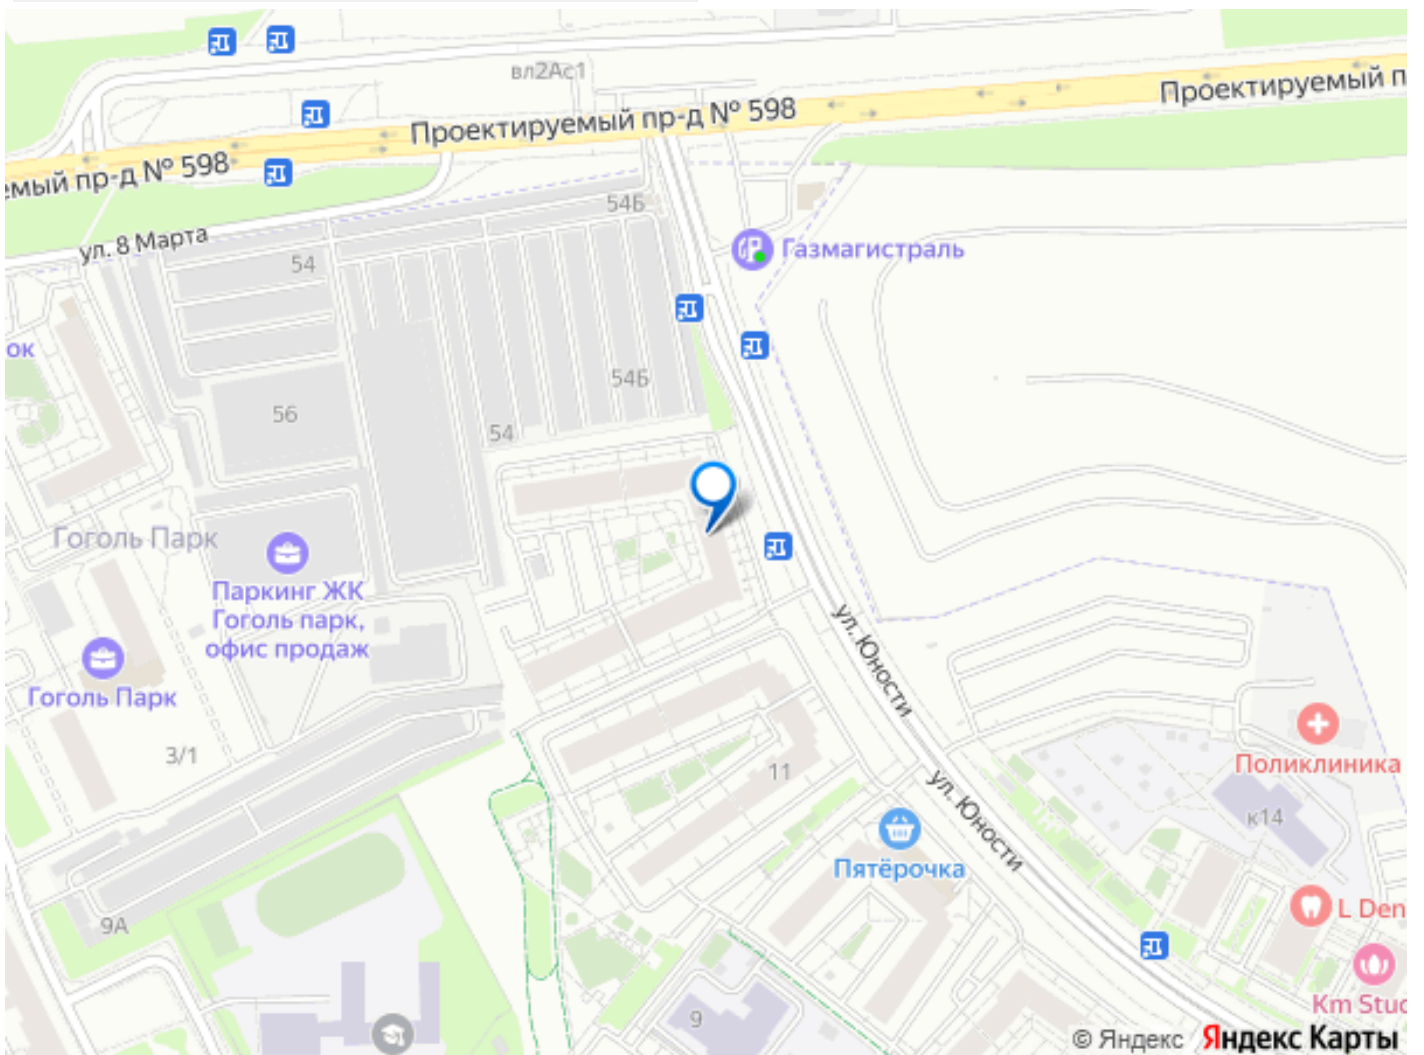 вл2Ас1
Проектируемый п
Проектируемый пр-д № 598
емый пр-д № 598
54Б
ул. 8 Марта
Газмагистраль
54
ок
54Б
56
54
Гоголь Парк
Паркинг ЖК
Гоголь парк,
офис продаж
ул. Юности
Гоголь Парк
3/1
11
Поликлиника
ул. Юности
к14
Пятёрочка
L Den
9А
Km Stud
9
© Яндекс Яндекс Карты